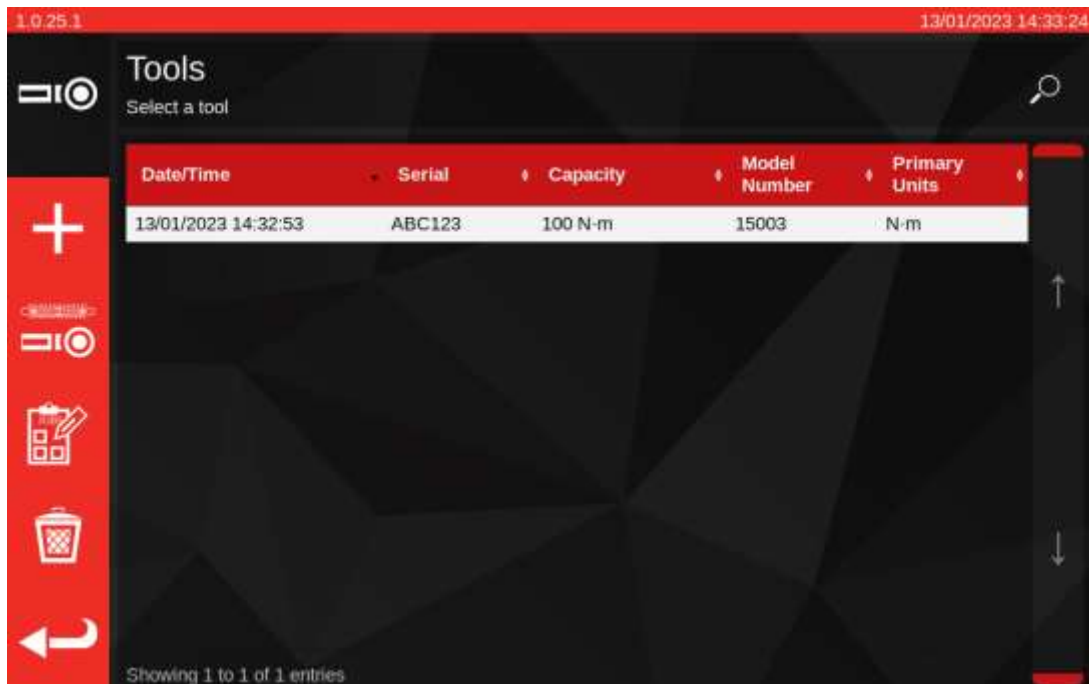 1.0.25.1 13/01/2023 14:33:24
Tools
Select a tool
Date/Time Serial Capacity Model Number Primary Units
13/01/2023 14:32:53 ABC123 100 N·m 15003 N·m
Showing 1 to 1 of 1 entries